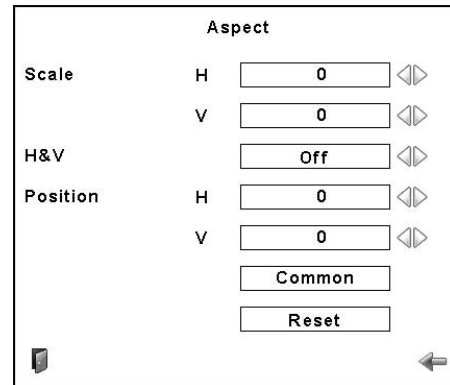 Aspect
Scale H 0
V 0
H&V Off
Position H 0
V 0
Common
Reset